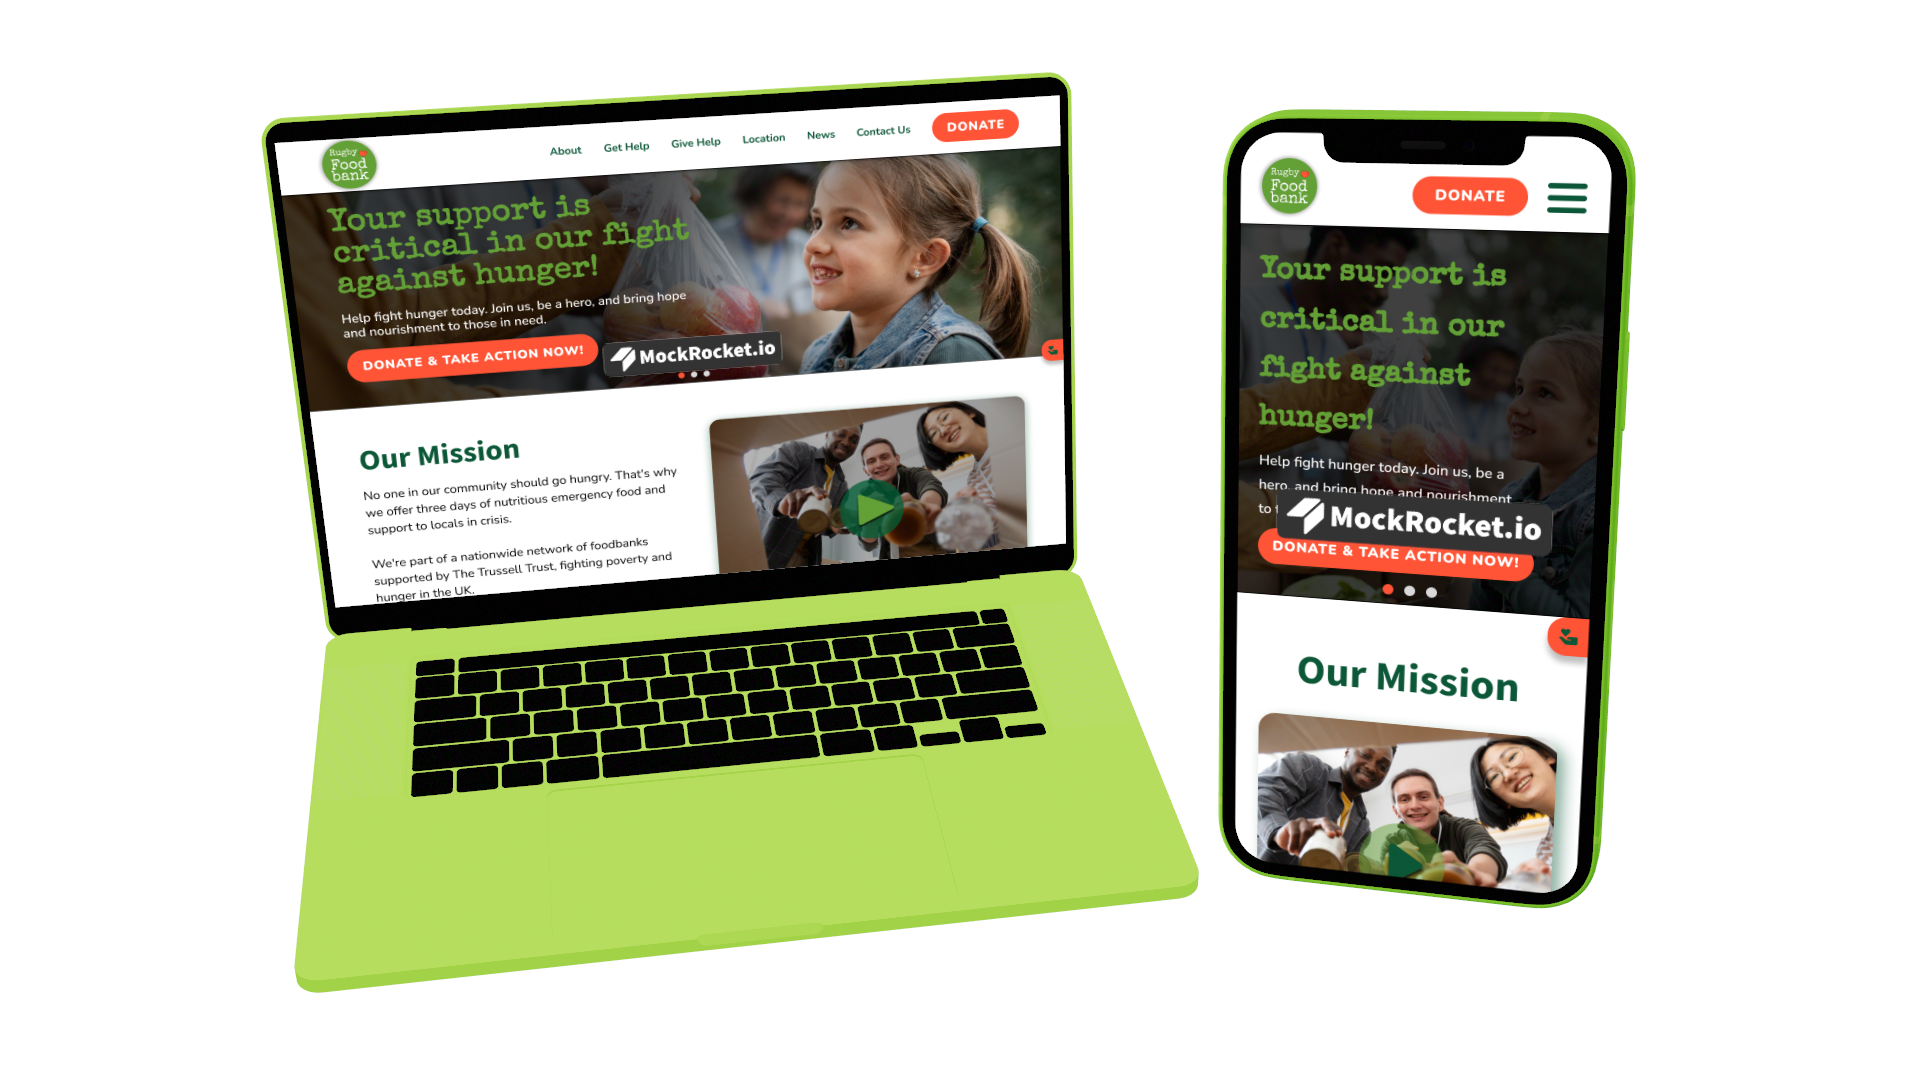 Rugby
Food
bank
About
Get Help
Give Help
Location
News
Contact Us
DONATE
Your support is
critical in our fight
against hunger!
Help fight hunger today. Join us, be a hero, and bring hope
and nourishment to those in need.
DONATE & TAKE ACTION NOW!
MockRocket.io
Our Mission
No one in our community should go hungry. That's why
we offer three days of nutritious emergency food and
support to locals in crisis.
We're part of a nationwide network of foodbanks
supported by The Trussell Trust, fighting poverty and
hunger in the UK.
Rugby
Food
bank
DONATE
Your support is
critical in our
fight against
hunger!
Help fight hunger today. Join us, be a
hero, and bring hope and nourishment
to
MockRocket.io
DONATE & TAKE ACTION NOW!
Our Mission